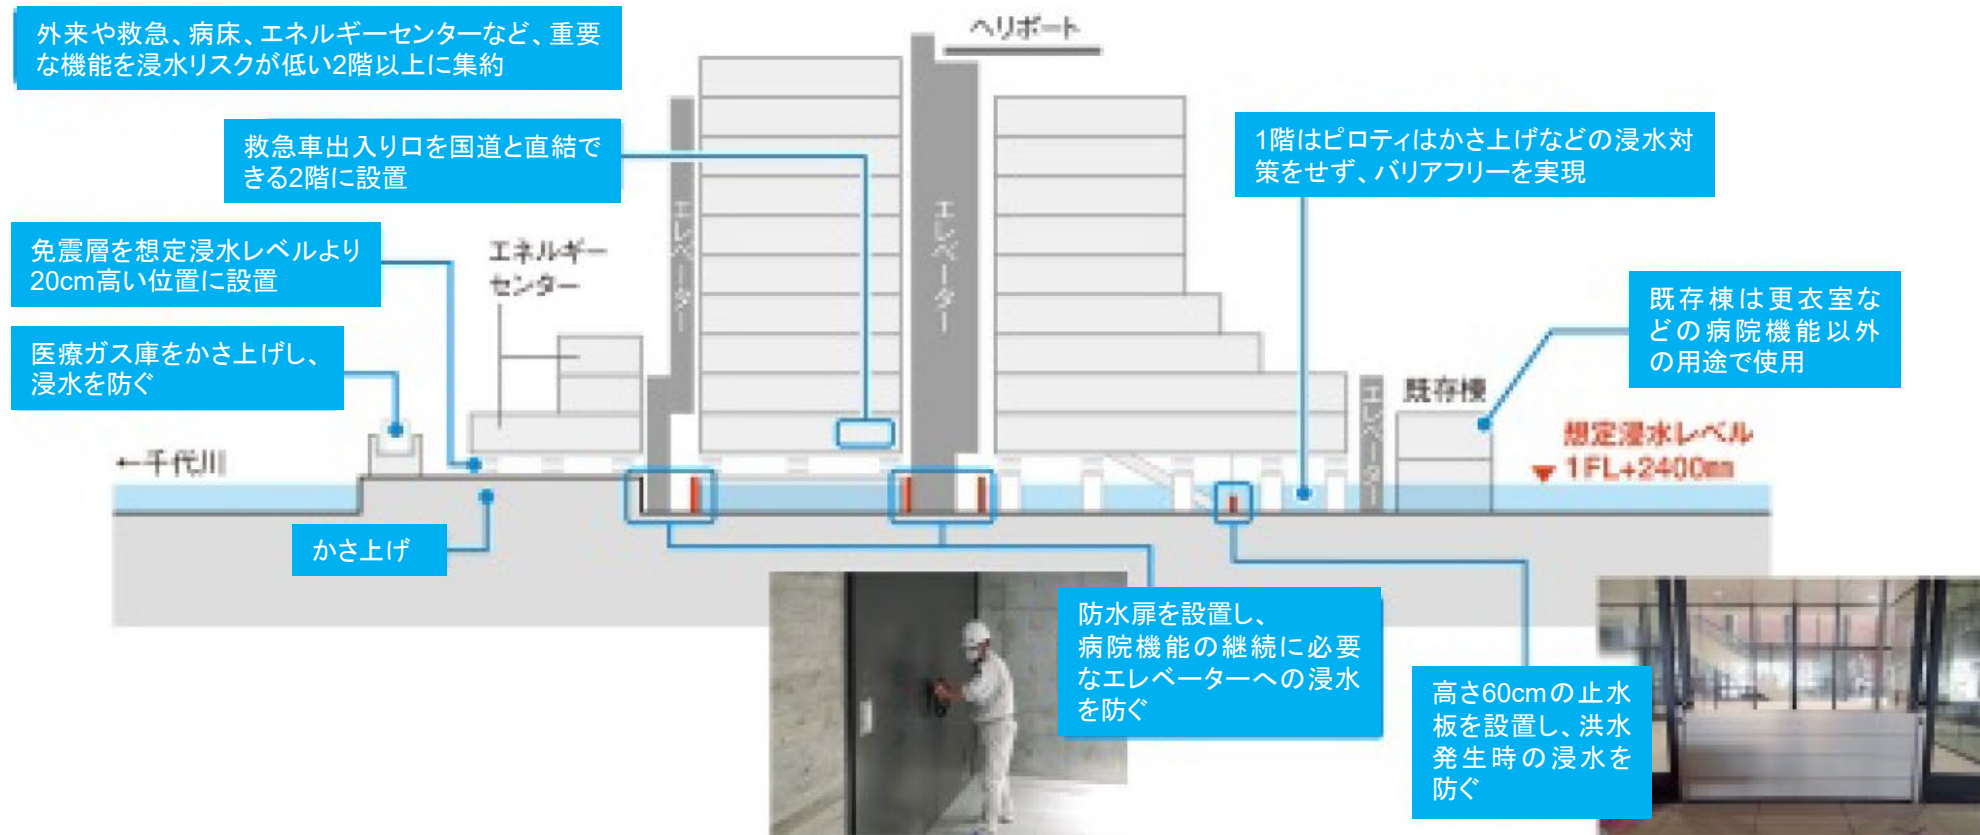 外来や救急、病床、エネルギーセンターなど、重要
な機能を浸水リスクが低い2階以上に集約
ヘリポート
救急車出入り口を国道と直結で
きる2階に設置
1階はピロティはかさ上げなどの浸水対
策をせず、バリアフリーを実現
免震層を想定浸水レベルより
20cm高い位置に設置
エネルギー
センター
エレベーター
エレベーター
既存棟は更衣室な
どの病院機能以外
の用途で使用
医療ガス庫をかさ上げし、
浸水を防ぐ
エレベーター
既存棟
想定浸水レベル
▼1FL+2400mm
←千代川
かさ上げ
防水扉を設置し、
病院機能の継続に必要
なエレベーターへの浸水
を防ぐ
高さ60cmの止水
板を設置し、洪水
発生時の浸水を
防ぐ